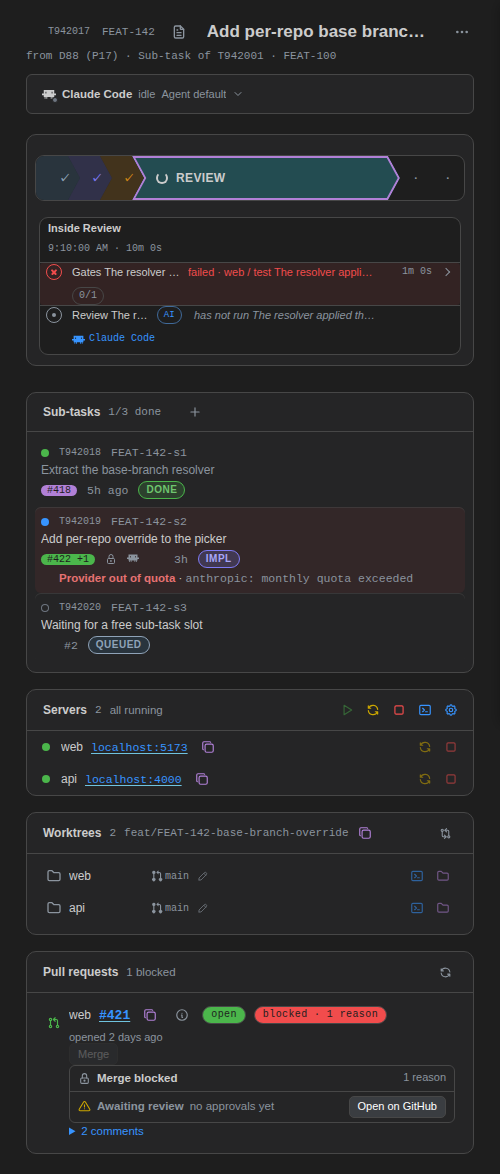 T942017 FEAT-142 Add per-repo base branc…
from D88 (P17) · Sub-task of T942001 · FEAT-100
Claude Code idle Agent default
REVIEW
Inside Review
9:10:00 AM · 10m 0s
Gates The resolver … failed · web / test The resolver appli… 1m 0s
0/1
Review The r… AI has not run The resolver applied th…
Claude Code
Sub-tasks 1/3 done
T942018 FEAT-142-s1
Extract the base-branch resolver
#418 5h ago DONE
T942019 FEAT-142-s2
Add per-repo override to the picker
#422 +1 3h IMPL
Provider out of quota · anthropic: monthly quota exceeded
T942020 FEAT-142-s3
Waiting for a free sub-task slot
#2 QUEUED
Servers 2 all running
web localhost:5173
api localhost:4000
Worktrees 2 feat/FEAT-142-base-branch-override
web main
api main
Pull requests 1 blocked
web #421 open blocked · 1 reason
opened 2 days ago
Merge
Merge blocked 1 reason
Awaiting review no approvals yet Open on GitHub
2 comments